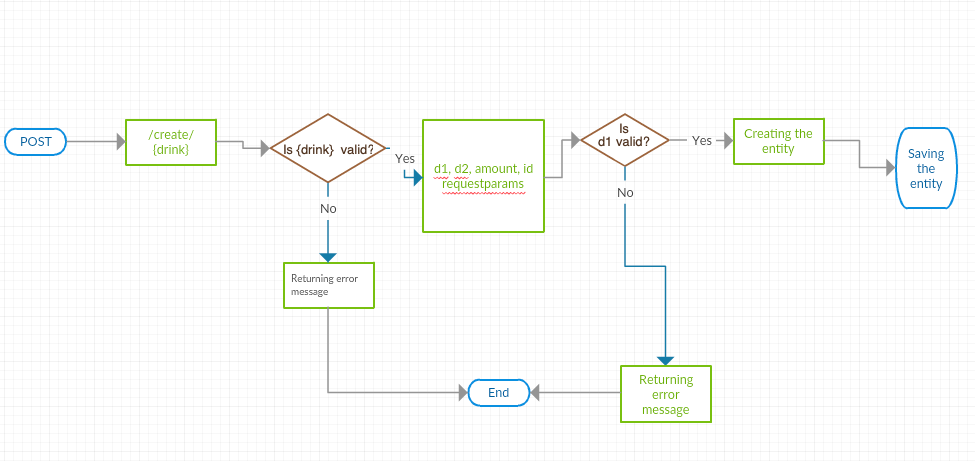 POST
/create/
{drink}
Is {drink}  valid?
Yes
No
Returning error
message
d1, d2, amount, id
requestparams
Is
d1 valid?
Yes
No
Creating the
entity
Saving
the
entity
End
Returning
error
message